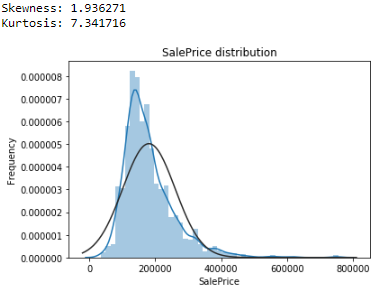 Skewness: 1.936271
Kurtosis: 7.341716
SalePrice distribution
0.000008
0.000007
0.000006
0.000005
0.000004
0.000003
0.000002
0.000001
0.000000
Frequency
0 200000 400000 600000 800000
SalePrice